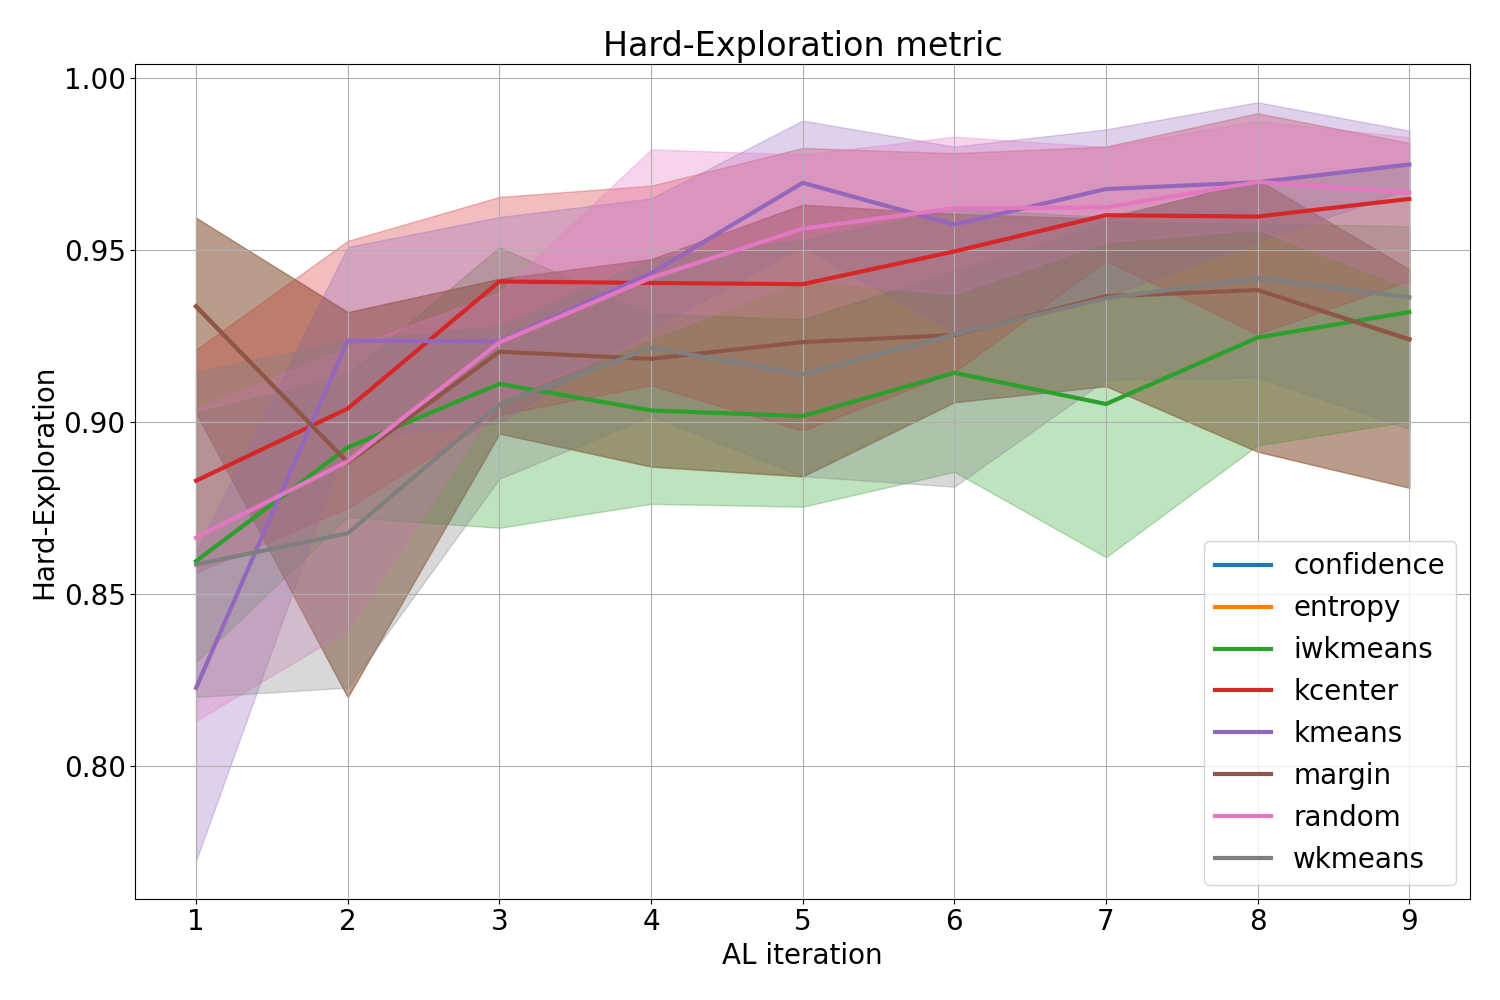 Hard-Exploration metric
Hard-Exploration
1.00
0.95
0.90
0.85
0.80
1 2 3 4 5 6 7 8 9
AL iteration
confidence
entropy
iwkmeans
kcenter
kmeans
margin
random
wkmeans